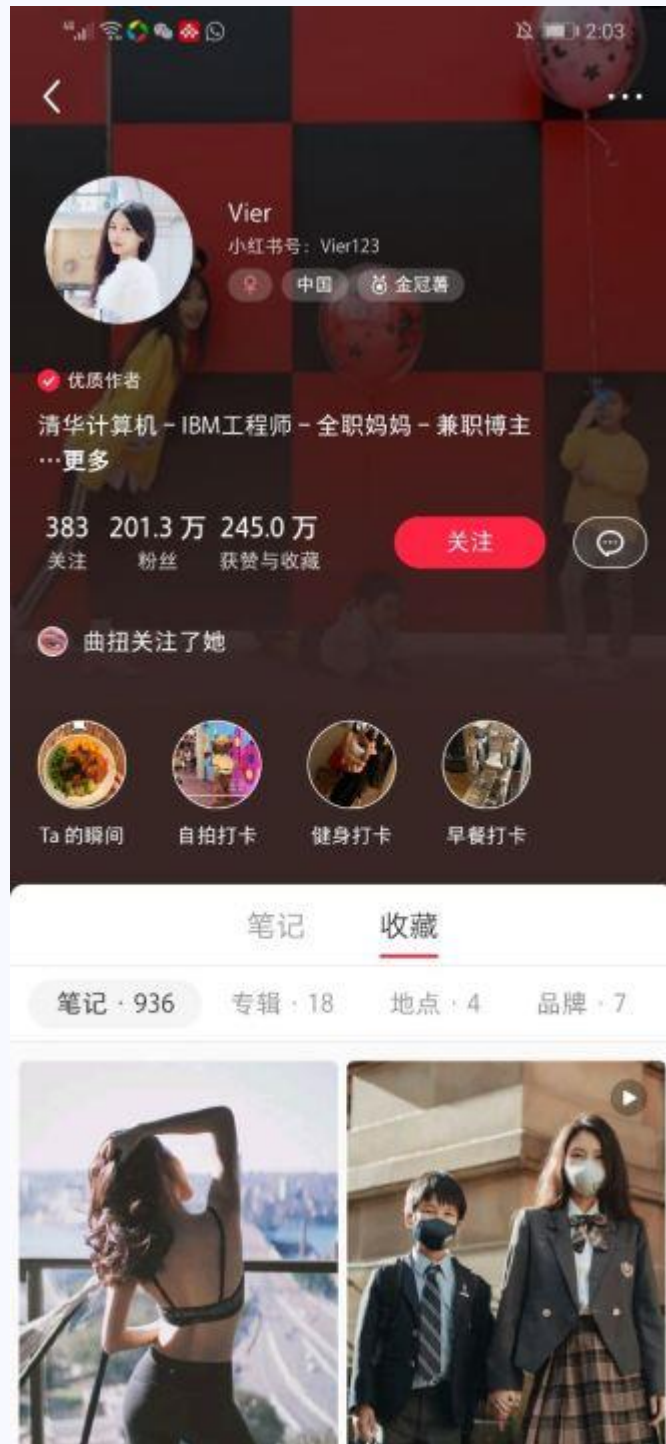 2:03
Vier
小红书号：Vier123
中国 金冠薯
优质作者
清华计算机－IBM工程师－全职妈妈－兼职博主
…更多
383 201.3 万 245.0 万
关注 粉丝 获赞与收藏
关注
曲扭关注了她
Ta 的瞬间 自拍打卡 健身打卡 早餐打卡
笔记 收藏
笔记 · 936 专辑 · 18 地点 · 4 品牌 · 7